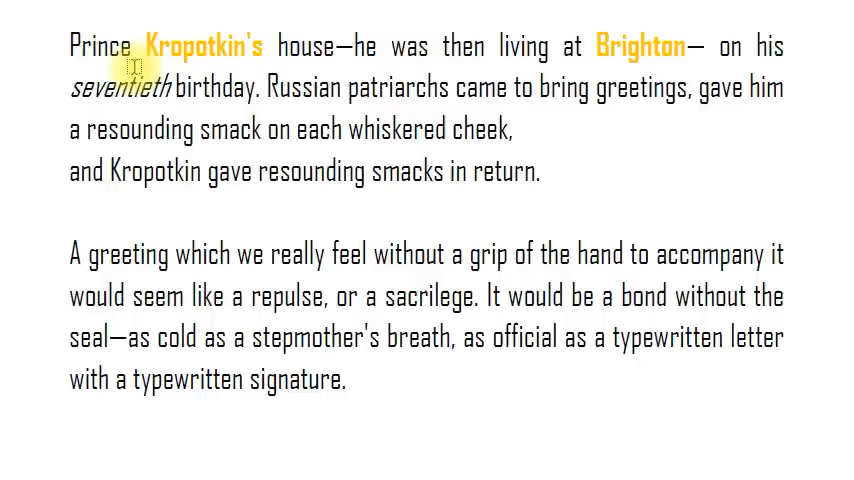 Prince Kropotkin's house—he was then living at Brighton— on his
seventieth birthday. Russian patriarchs came to bring greetings, gave him
a resounding smack on each whiskered cheek,
and Kropotkin gave resounding smacks in return.
A greeting which we really feel without a grip of the hand to accompany it
would seem like a repulse, or a sacrilege. It would be a bond without the
seal—as cold as a stepmother's breath, as official as a typewritten letter
with a typewritten signature.